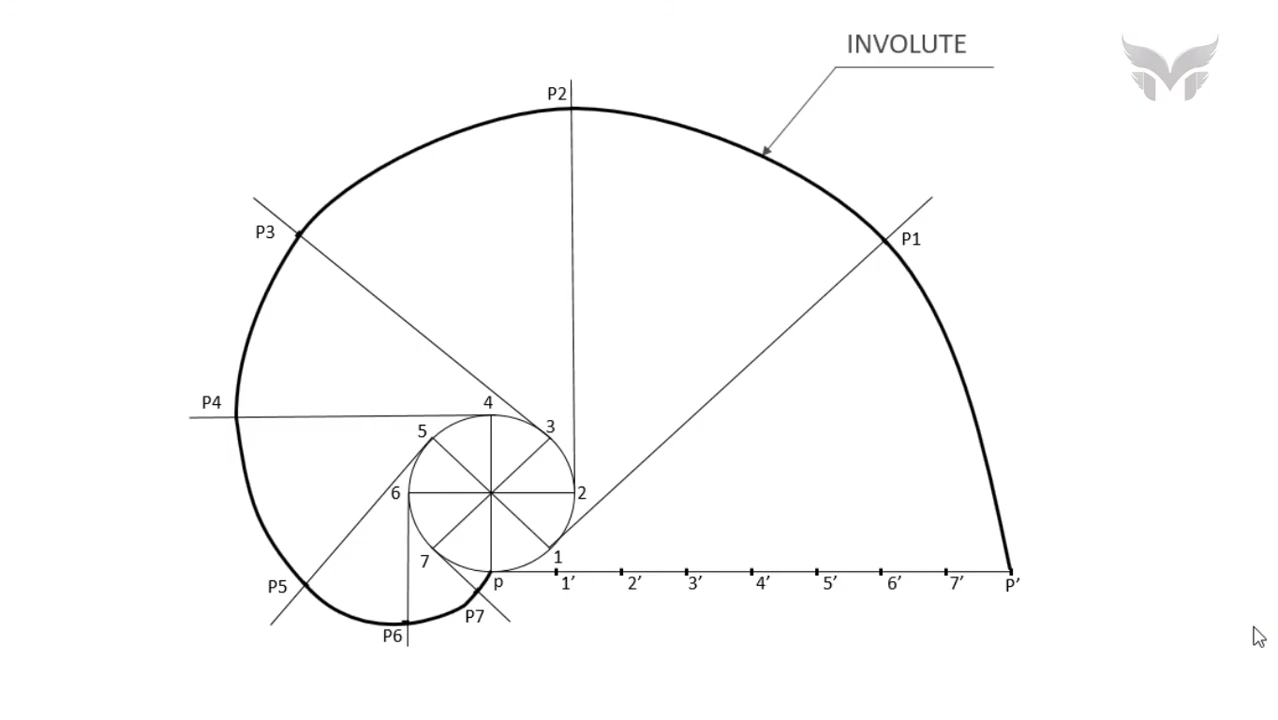 INVOLUTE
P2
P3
P1
P4
4
3
5
6
2
7
1
P5
p
1′ 2′ 3′ 4′ 5′ 6′ 7′ P′
P7
P6